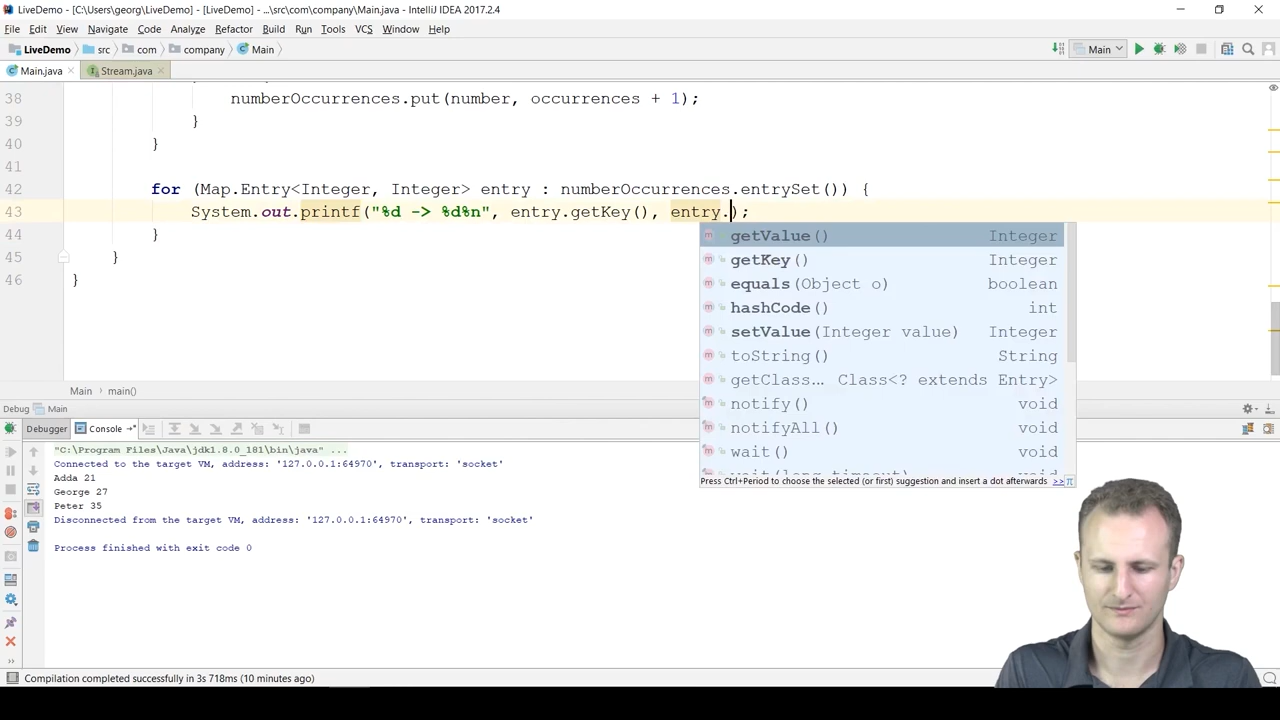 LiveDemo - [C:\Users\georg\LiveDemo] - [LiveDemo] - ...\src\com\company\Main.java - IntelliJ IDEA 2017.2.4
File Edit View Navigate Code Analyze Refactor Build Run Tools VCS Window Help
LiveDemo src com company Main Main
Main.java Stream.java
38 numberOccurrences.put(number, occurrences + 1);
39 }
40 }
41
42 for (Map.Entry<Integer, Integer> entry : numberOccurrences.entrySet()) {
43 System.out.printf("%d -> %d%n", entry.getKey(), entry.);
44 }
45 }
46 }
getValue() Integer
getKey() Integer
equals(Object o) boolean
hashCode() int
setValue(Integer value) Integer
toString() String
getClass... Class<? extends Entry>
notify() void
notifyAll() void
wait() void
wait(long timeout) void
Press Ctrl+Period to choose the selected (or first) suggestion and insert a dot afterwards >>
Main main()
Debug Main
Debugger Console
"C:\Program Files\Java\jdk1.8.0_181\bin\java" ...
Connected to the target VM, address: '127.0.0.1:64970', transport: 'socket'
Adda 21
George 27
Peter 35
Disconnected from the target VM, address: '127.0.0.1:64970', transport: 'socket'
Process finished with exit code 0
Compilation completed successfully in 3s 718ms (10 minutes ago)